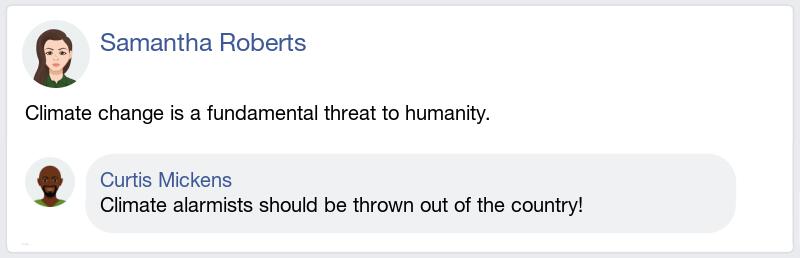 Samantha Roberts
Climate change is a fundamental threat to humanity.
Curtis Mickens
Climate alarmists should be thrown out of the country!